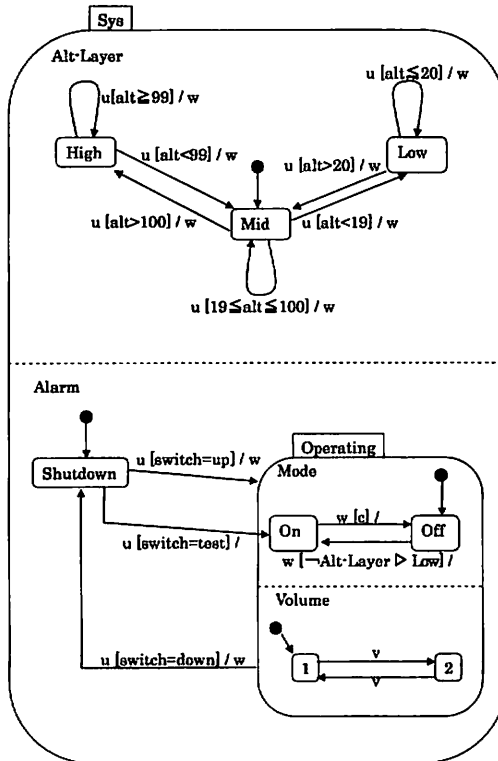 Sys
Alt-Layer
u[alt≧99] / w
u [alt≦20] / w
High
Low
u [alt<99] / w
u [alt>20] / w
Mid
u [alt>100] / w
u [alt<19] / w
u [19≦alt≦100] / w
Alarm
Shutdown
u [switch=up] / w
Operating
Mode
On
w [c] /
Off
u [switch=test] /
w [¬Alt-Layer ▷ Low] /
Volume
1
v
2
v
u [switch=down] / w